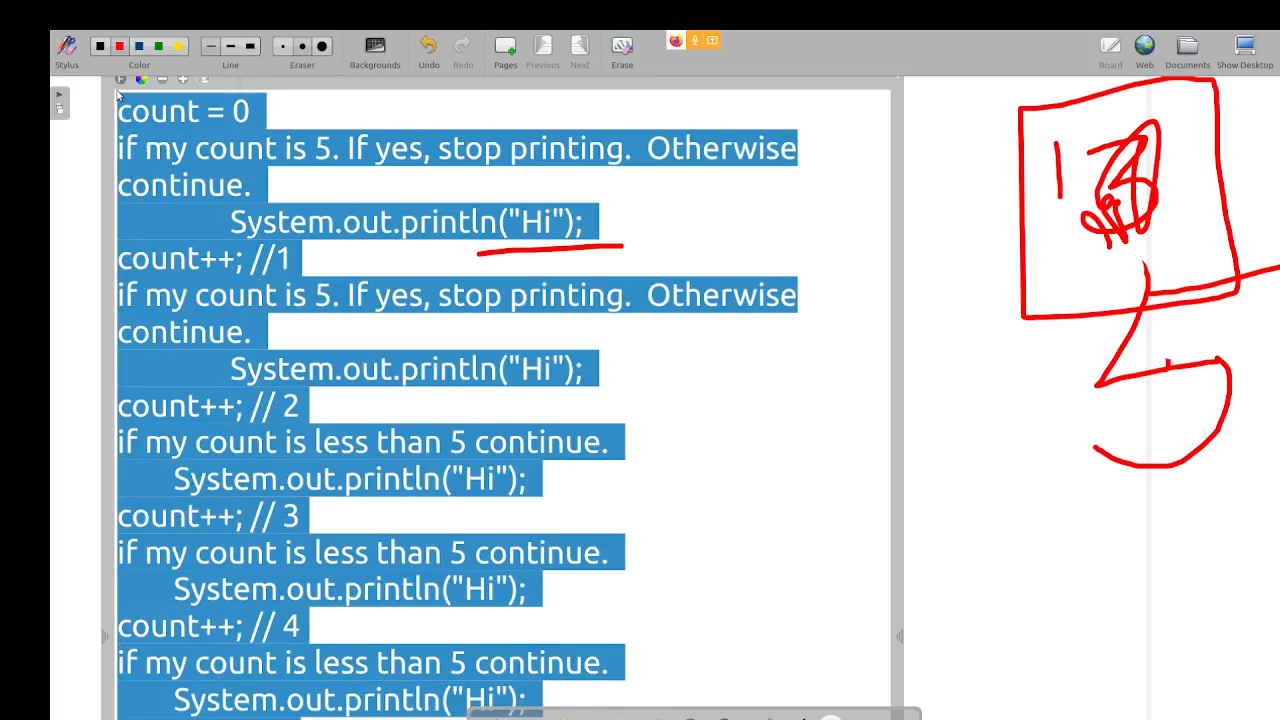 Stylus Color Line Eraser Backgrounds Undo Redo Pages Previous Next Erase Board Web Documents Show Desktop
count = 0
if my count is 5. If yes, stop printing.  Otherwise
continue.
System.out.println("Hi");
count++; //1
if my count is 5. If yes, stop printing.  Otherwise
continue.
System.out.println("Hi");
count++; // 2
if my count is less than 5 continue.
System.out.println("Hi");
count++; // 3
if my count is less than 5 continue.
System.out.println("Hi");
count++; // 4
if my count is less than 5 continue.
System.out.println("Hi");
1
5